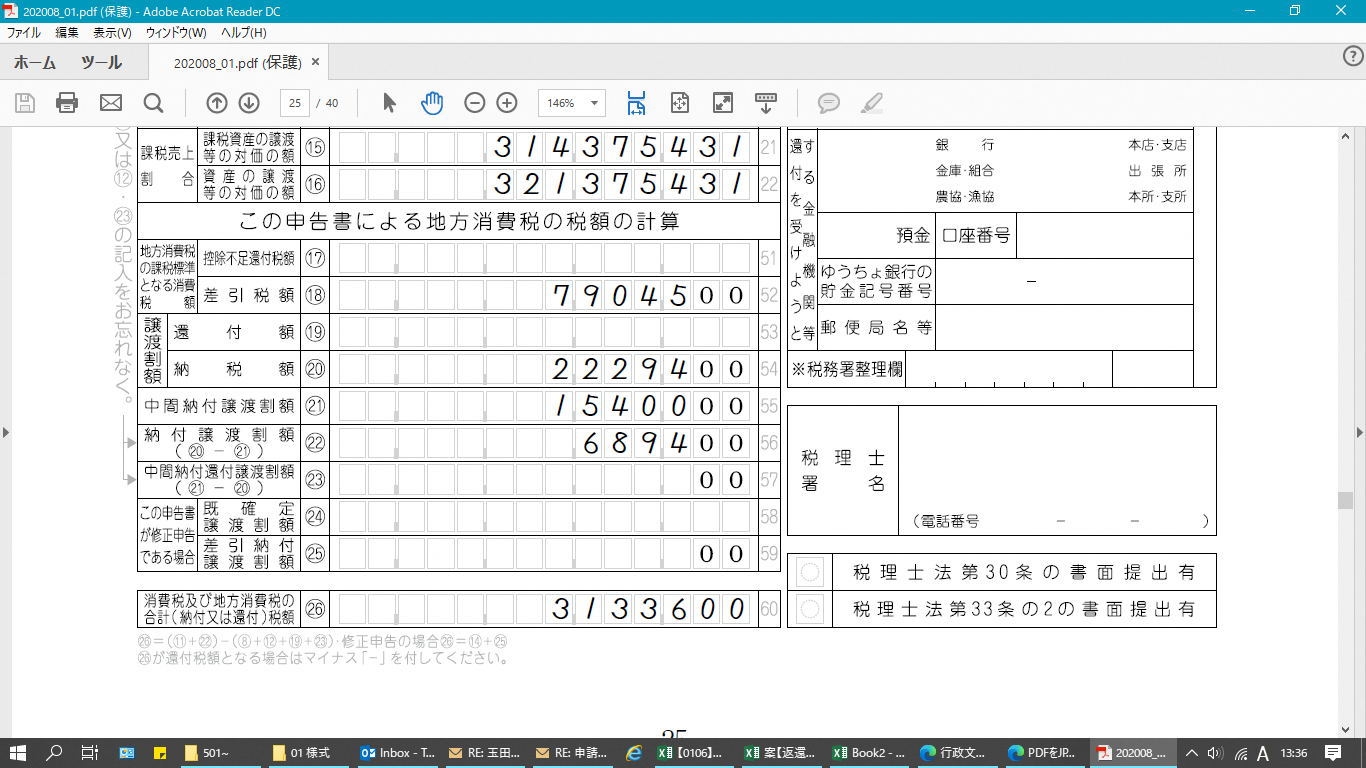 202008_01.pdf (保護) - Adobe Acrobat Reader DC
ファイル 編集 表示(V) ウィンドウ(W) ヘルプ(H)
ホーム ツール 202008_01.pdf (保護) ×
25 / 40 146%
又は⑫・㉓の記入をお忘れなく。
課税売上割合
課税資産の譲渡等の対価の額 ⑮ 314375431 21
資産の譲渡等の対価の額 ⑯ 321375431 22
この申告書による地方消費税の税額の計算
地方消費税の課税標準となる消費税額
控除不足還付税額 ⑰ 51
差引税額 ⑱ 7904500 52
譲渡割額
還付額 ⑲ 53
納税額 ⑳ 2229400 54
中間納付譲渡割額 ㉑ 1540000 55
納付譲渡割額(⑳-㉑) ㉒ 689400 56
中間納付還付譲渡割額(㉑-⑳) ㉓ 00 57
この申告書が修正申告である場合
既確定譲渡割額 ㉔ 58
差引納付譲渡割額 ㉕ 00 59
消費税及び地方消費税の合計(納付又は還付)税額 ㉖ 3133600 60
㉖=(⑪+㉒)-(⑧+⑫+⑲+㉓)・修正申告の場合㉖=⑭+㉕
㉖が還付税額となる場合はマイナス「-」を付してください。
還付を受けようとする金融機関等
銀行 本店・支店
金庫・組合 出張所
農協・漁協 本所・支所
預金 口座番号
ゆうちょ銀行の貯金記号番号 -
郵便局名等
※税務署整理欄
税理士署名
(電話番号 - - )
税理士法第30条の書面提出有
税理士法第33条の2の書面提出有
501~ 01 様式 Inbox - T... RE: 玉田... RE: 申請... 【0106】... 案【返還... Book2 - ... 行政文... PDFをJP... 202008_... A 13:36